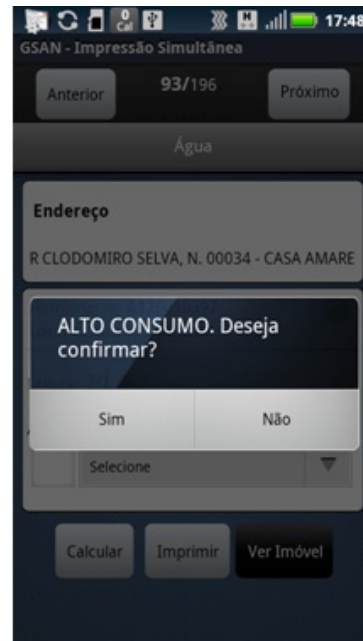 17:48
GSAN - Impressão Simultânea
Anterior
93/196
Próximo
Água
Endereço
R CLODOMIRO SELVA, N. 00034 - CASA AMARE
ALTO CONSUMO. Deseja
confirmar?
Sim
Não
Selecione
Calcular
Imprimir
Ver Imóvel